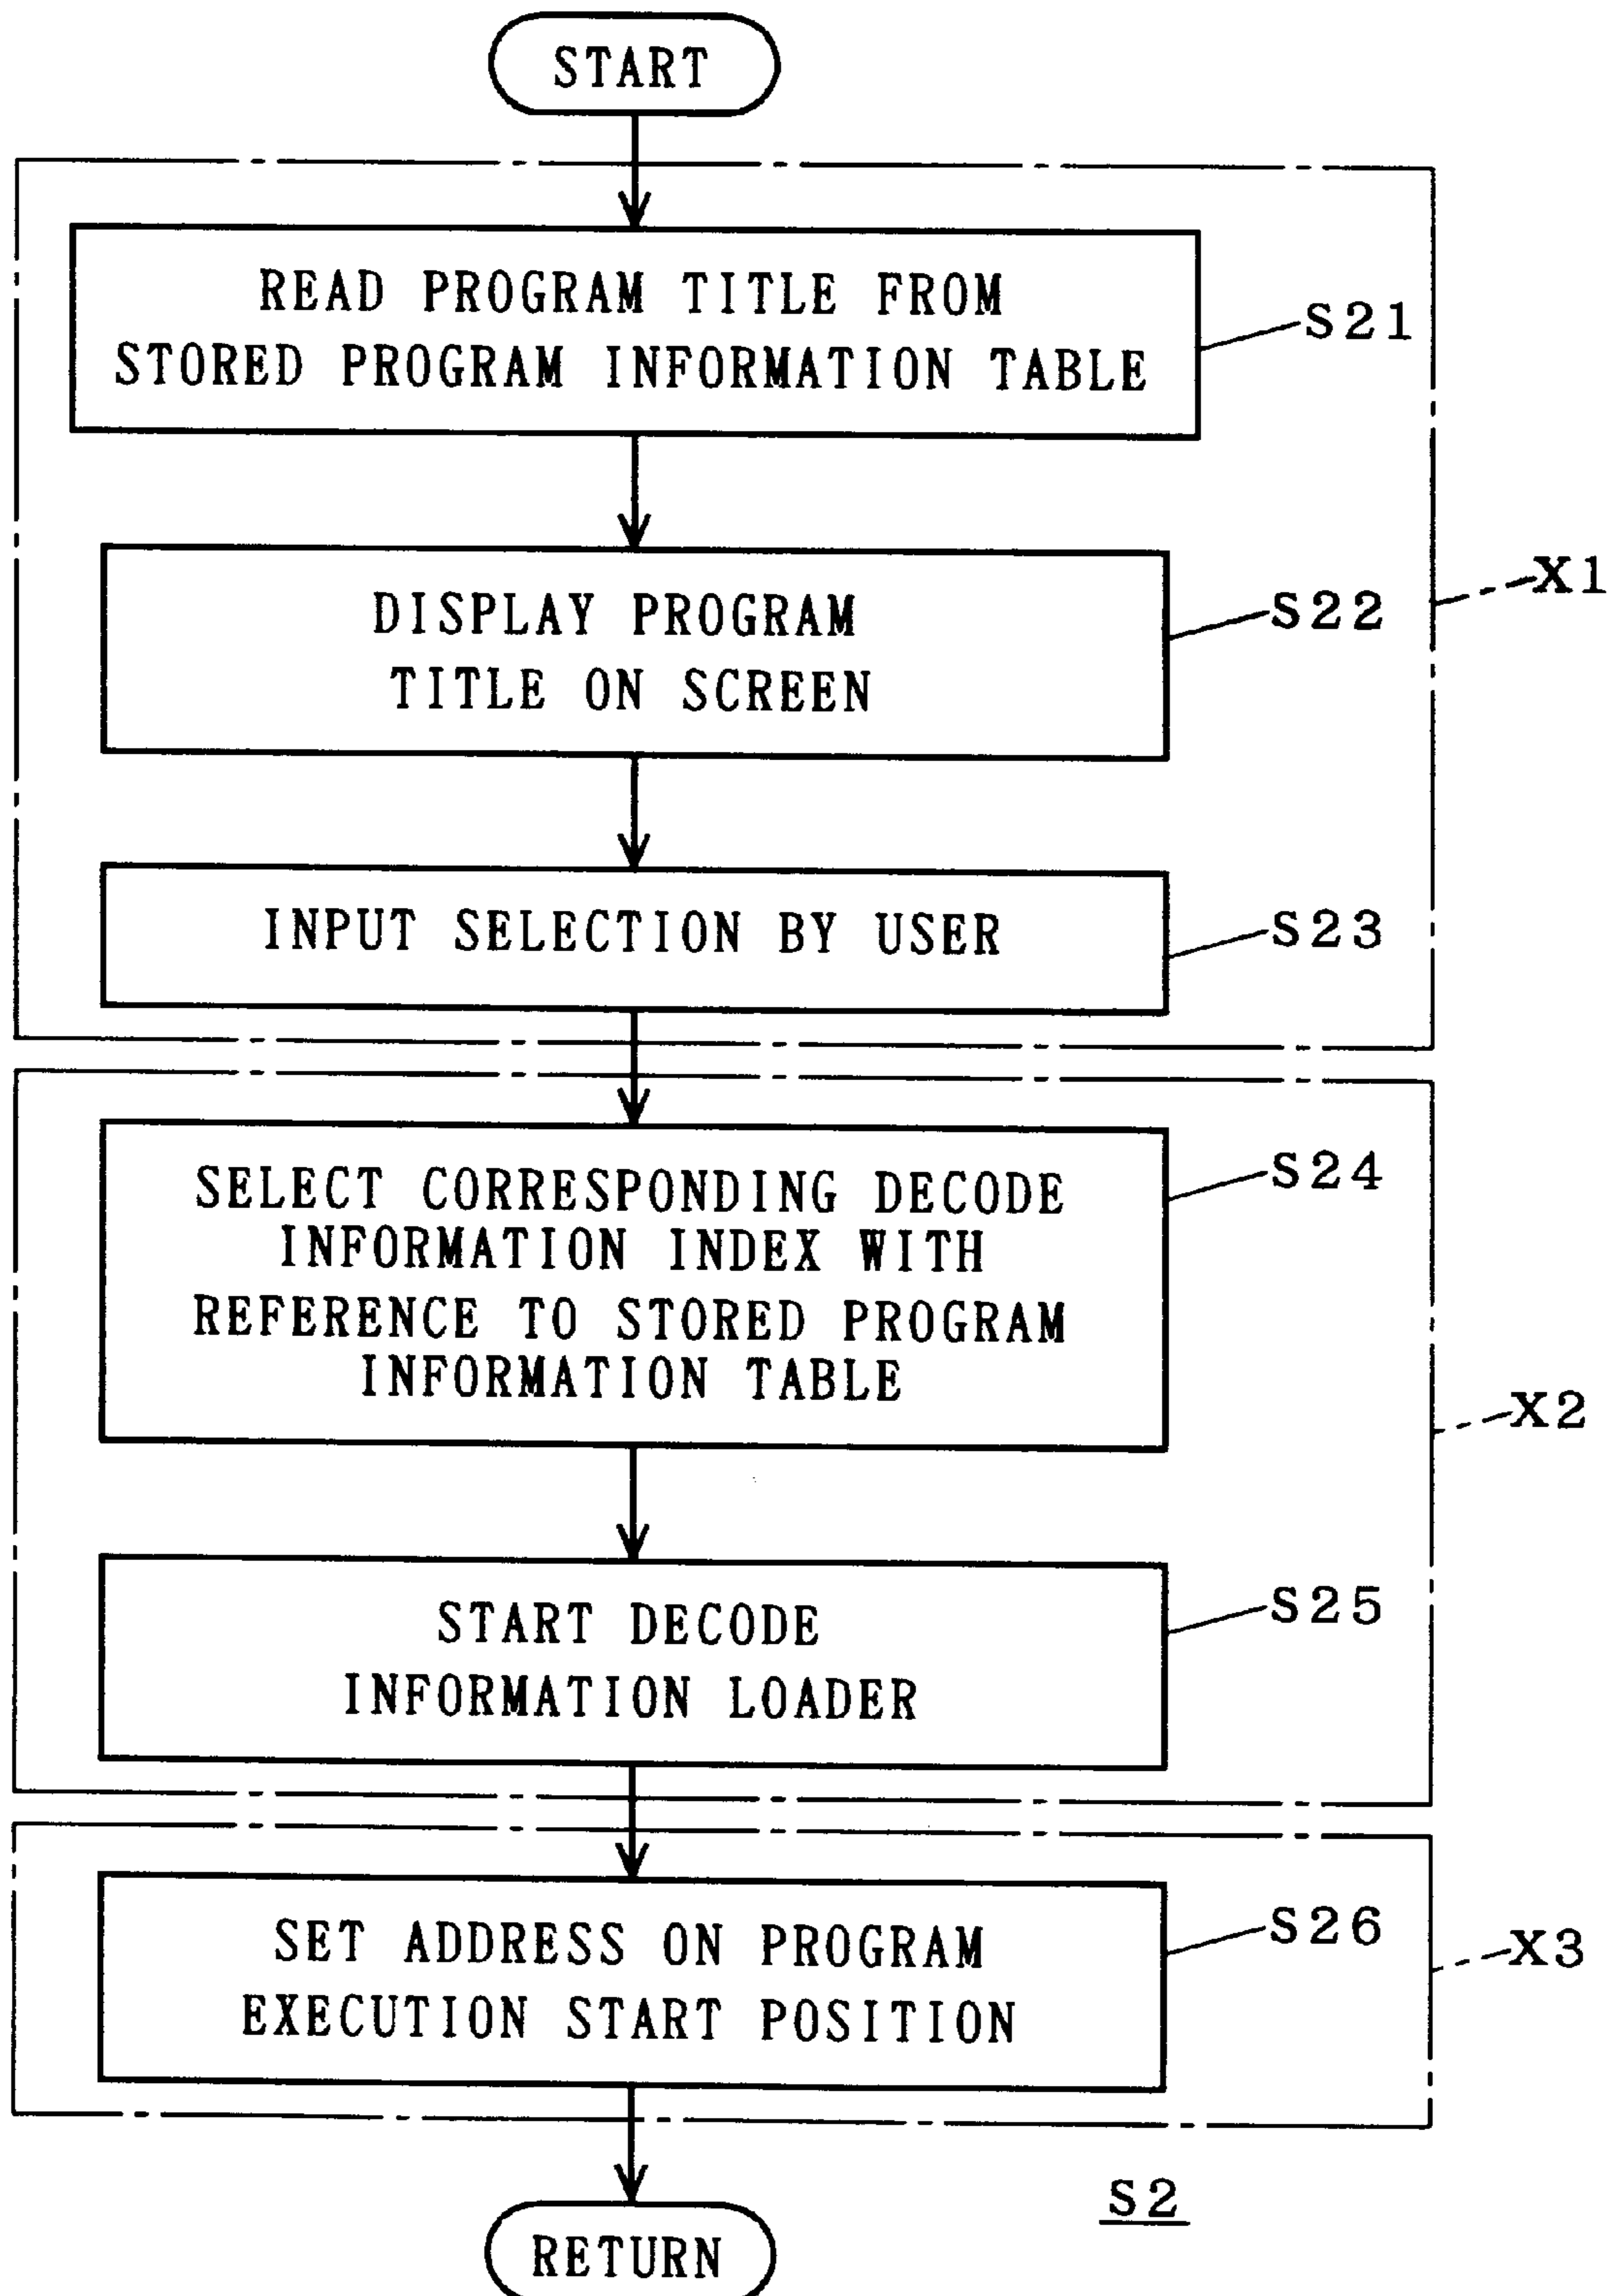 START
READ PROGRAM TITLE FROM
STORED PROGRAM INFORMATION TABLE
S21
X1
DISPLAY PROGRAM
TITLE ON SCREEN
S22
INPUT SELECTION BY USER
S23
SELECT CORRESPONDING DECODE
INFORMATION INDEX WITH
REFERENCE TO STORED PROGRAM
INFORMATION TABLE
S24
X2
START DECODE
INFORMATION LOADER
S25
SET ADDRESS ON PROGRAM
EXECUTION START POSITION
S26
X3
S2
RETURN